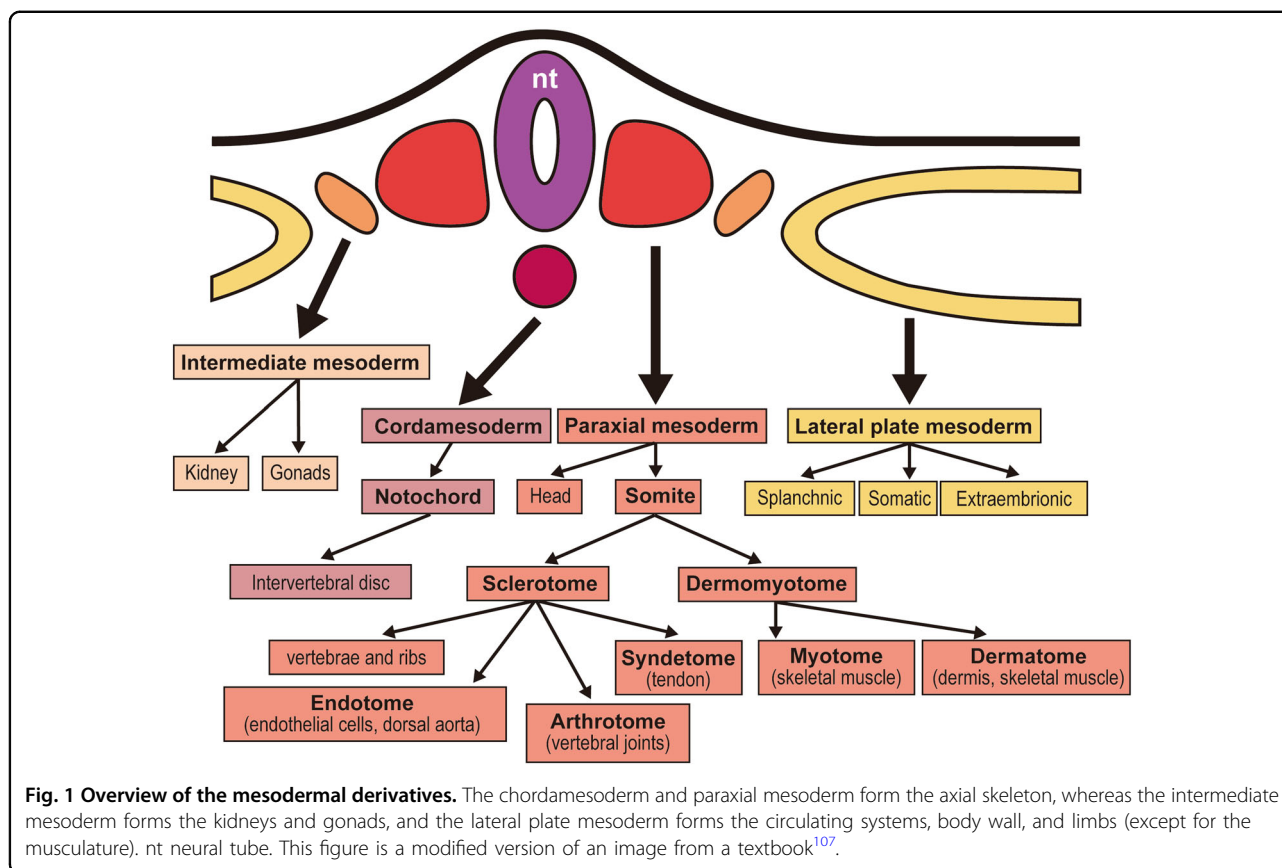 nt
Intermediate mesoderm
Cordamesoderm
Paraxial mesoderm
Lateral plate mesoderm
Kidney
Gonads
Notochord
Head
Somite
Splanchnic
Somatic
Extraembrionic
Intervertebral disc
Sclerotome
Dermomyotome
vertebrae and ribs
Syndetome
(tendon)
Myotome
(skeletal muscle)
Dermatome
(dermis, skeletal muscle)
Endotome
(endothelial cells, dorsal aorta)
Arthrotome
(vertebral joints)
Fig. 1 Overview of the mesodermal derivatives. The chordamesoderm and paraxial mesoderm form the axial skeleton, whereas the intermediate
mesoderm forms the kidneys and gonads, and the lateral plate mesoderm forms the circulating systems, body wall, and limbs (except for the
musculature). nt neural tube. This figure is a modified version of an image from a textbook107.